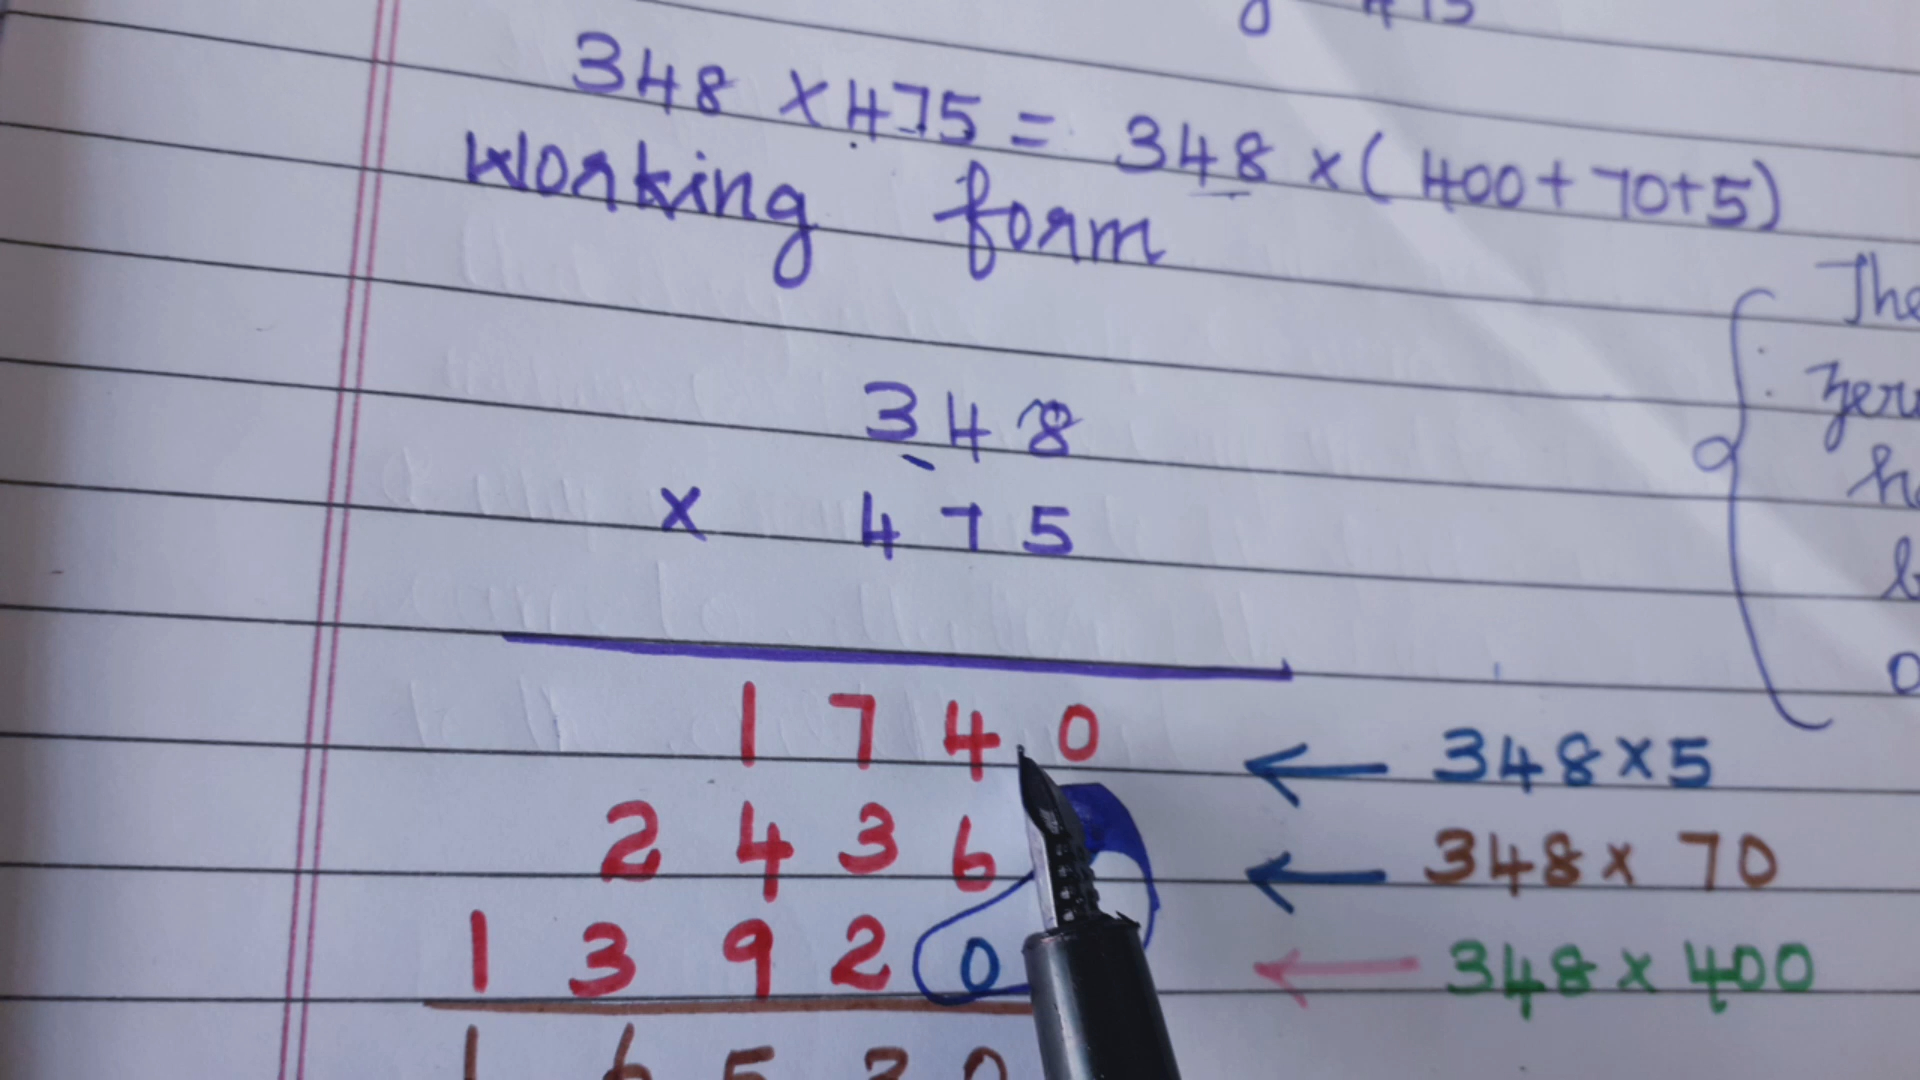 348 × 475 = 348 × ( 400 + 70 + 5 )
Working form
The
348
× 475
1740 ← 348 × 5
2436 ← 348 × 70
13920 ← 348 × 400